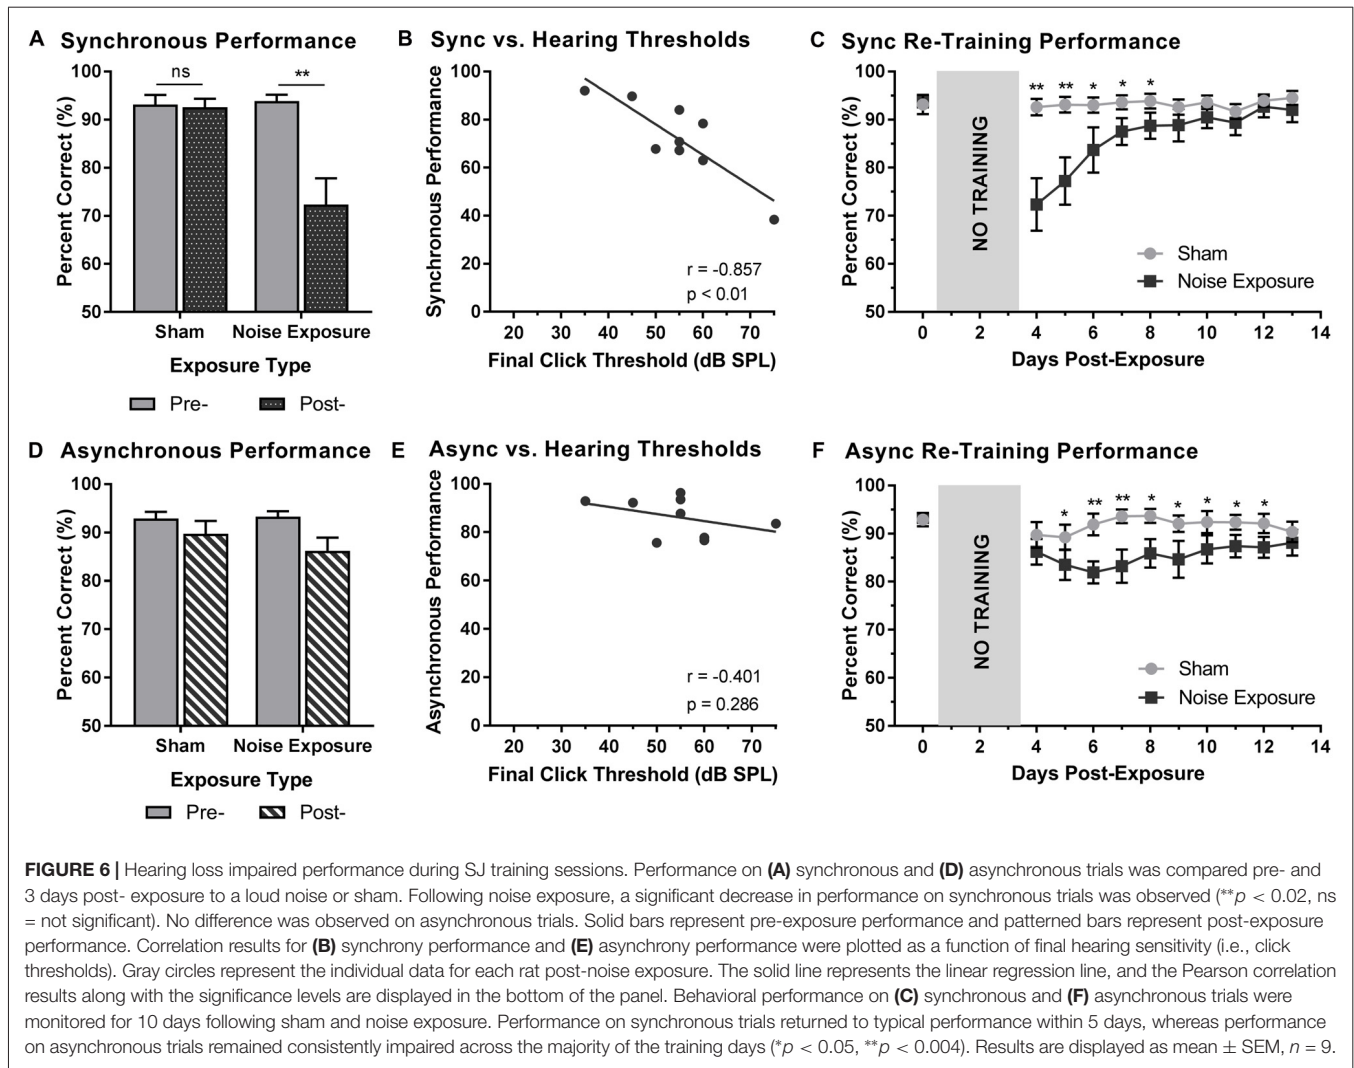 A Synchronous Performance
Percent Correct (%)
100
90
80
70
60
50
ns
**
Sham
Noise Exposure
Exposure Type
Pre-
Post-
B Sync vs. Hearing Thresholds
Synchronous Performance
100
80
60
40
20
0
r = -0.857
p < 0.01
20 30 40 50 60 70
Final Click Threshold (dB SPL)
C Sync Re-Training Performance
Percent Correct (%)
100
90
80
70
60
50
NO TRAINING
** ** * * *
Sham
Noise Exposure
0 2 4 6 8 10 12 14
Days Post-Exposure
D Asynchronous Performance
Percent Correct (%)
100
90
80
70
60
50
Sham
Noise Exposure
Exposure Type
Pre-
Post-
E Async vs. Hearing Thresholds
Asynchronous Performance
100
80
60
40
20
0
r = -0.401
p = 0.286
20 30 40 50 60 70
Final Click Threshold (dB SPL)
F Async Re-Training Performance
Percent Correct (%)
100
90
80
70
60
50
NO TRAINING
* ** ** * * * * *
Sham
Noise Exposure
0 2 4 6 8 10 12 14
Days Post-Exposure
FIGURE 6 | Hearing loss impaired performance during SJ training sessions. Performance on (A) synchronous and (D) asynchronous trials was compared pre- and
3 days post- exposure to a loud noise or sham. Following noise exposure, a significant decrease in performance on synchronous trials was observed (**p < 0.02, ns
= not significant). No difference was observed on asynchronous trials. Solid bars represent pre-exposure performance and patterned bars represent post-exposure
performance. Correlation results for (B) synchrony performance and (E) asynchrony performance were plotted as a function of final hearing sensitivity (i.e., click
thresholds). Gray circles represent the individual data for each rat post-noise exposure. The solid line represents the linear regression line, and the Pearson correlation
results along with the significance levels are displayed in the bottom of the panel. Behavioral performance on (C) synchronous and (F) asynchronous trials were
monitored for 10 days following sham and noise exposure. Performance on synchronous trials returned to typical performance within 5 days, whereas performance
on asynchronous trials remained consistently impaired across the majority of the training days (*p < 0.05, **p < 0.004). Results are displayed as mean ± SEM, n = 9.